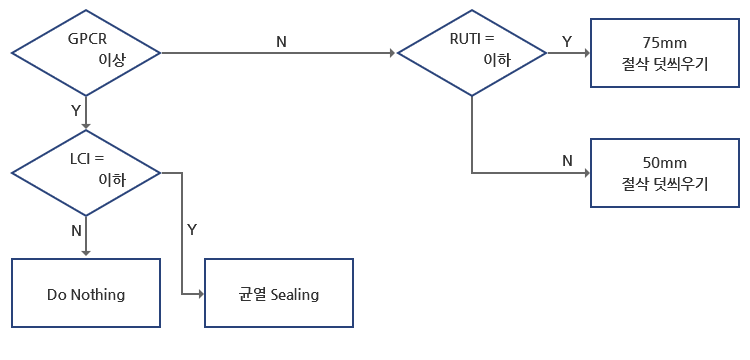 GPCR
이상
N
RUTI =
이하
Y
75mm
절삭 덧씌우기
Y
LCI =
이하
N
50mm
절삭 덧씌우기
N
Y
Do Nothing
균열 Sealing